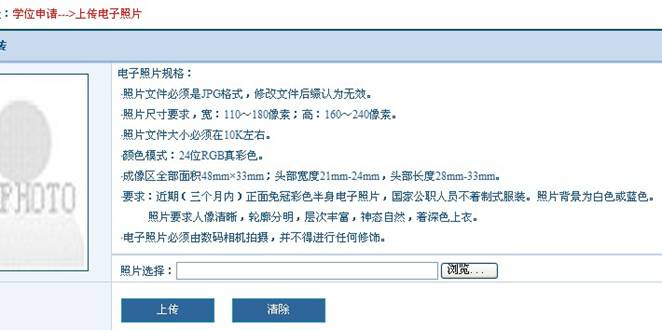 ：学位申请--->上传电子照片
传
电子照片规格：
·照片文件必须是JPG格式，修改文件后缀认为无效。
·照片尺寸要求，宽：110～180像素；高：160～240像素。
·照片文件大小必须在10K左右。
·颜色模式：24位RGB真彩色。
·成像区全部面积48mm×33mm；头部宽度21mm-24mm，头部长度28mm-33mm。
·要求：近期（三个月内）正面免冠彩色半身电子照片，国家公职人员不着制式服装。照片背景为白色或蓝色。
照片要求人像清晰，轮廓分明，层次丰富，神态自然，着深色上衣。
·电子照片必须由数码相机拍摄，并不得进行任何修饰。
PHOTO
照片选择：
浏览...
上传 清除